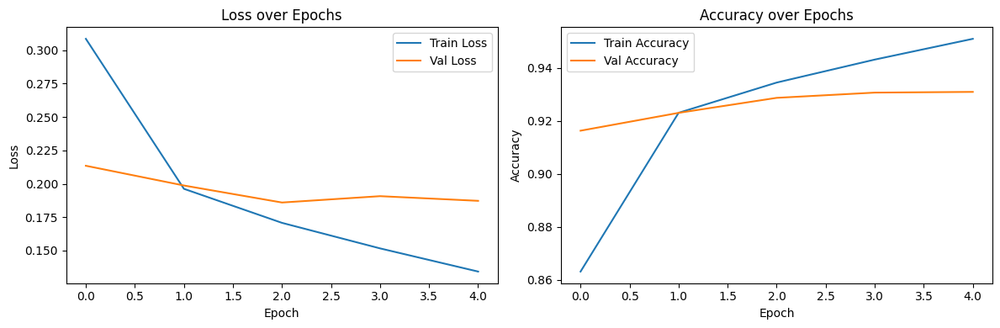 Loss over Epochs
Train Loss
Val Loss
0.300
0.275
0.250
0.225
0.200
0.175
0.150
Loss
0.0 0.5 1.0 1.5 2.0 2.5 3.0 3.5 4.0
Epoch
Accuracy over Epochs
Train Accuracy
Val Accuracy
0.94
0.92
0.90
0.88
0.86
Accuracy
0.0 0.5 1.0 1.5 2.0 2.5 3.0 3.5 4.0
Epoch